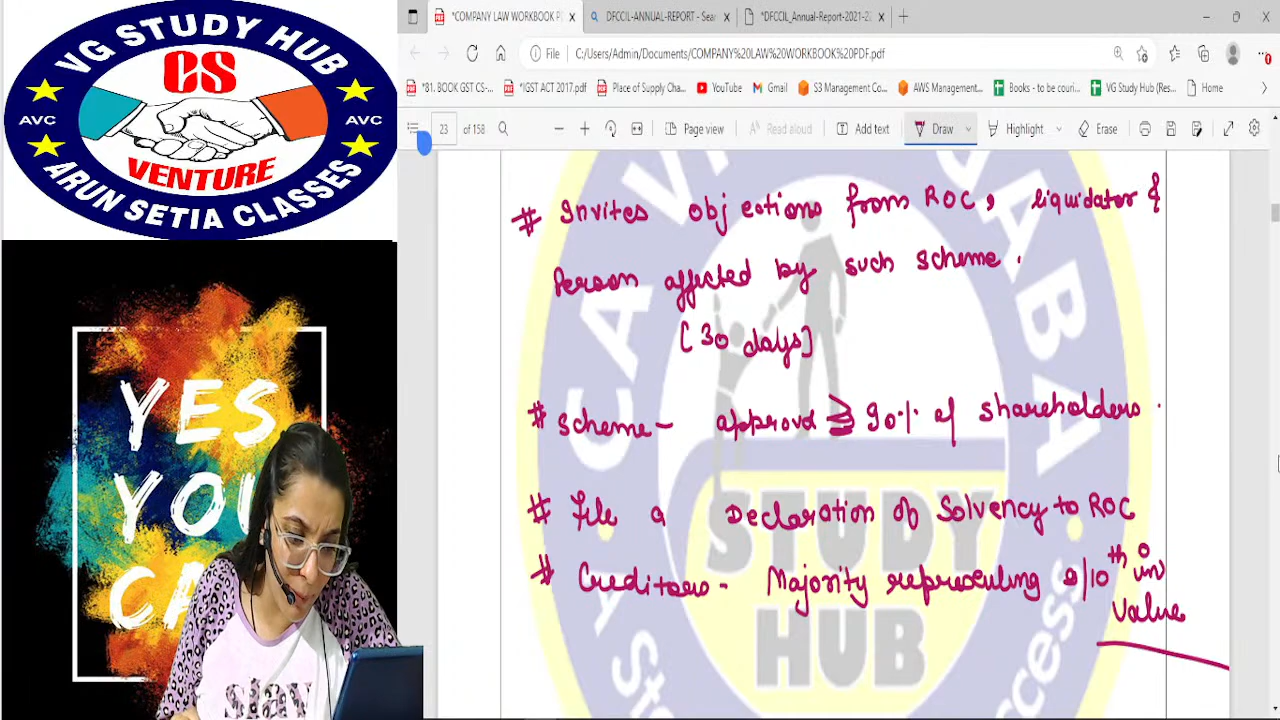 VG STUDY HUB
CS
AVC
AVC
VENTURE
ARUN SETIA CLASSES
YES
YOU
CA
slay
*COMPANY LAW WORKBOOK P
DFCCIL-ANNUAL-REPORT - Sear
*DFCCIL_Annual-Report-2021-2
File
C:/Users/Admin/Documents/COMPANY%20LAW%20WORKBOOK%20PDF.pdf
*81. BOOK GST CC-...
*IGST ACT 2017.pdf
Place of Supply Cha...
YouTube
Gmail
S3 Management Co...
AWS Management...
Books - to be couri...
VG Study Hub (Res...
Home
23 of 158
Page view
Read aloud
Add text
Draw
Highlight
Erase
# Invites objections from ROC, liquidator &
Person affected by such scheme.
[30 days]
# Scheme - approval ≥ 90% of shareholders.
# File a Declaration of Solvency to ROC
# Creditors - Majority representing 9/10th in
value
STUDY
HUB